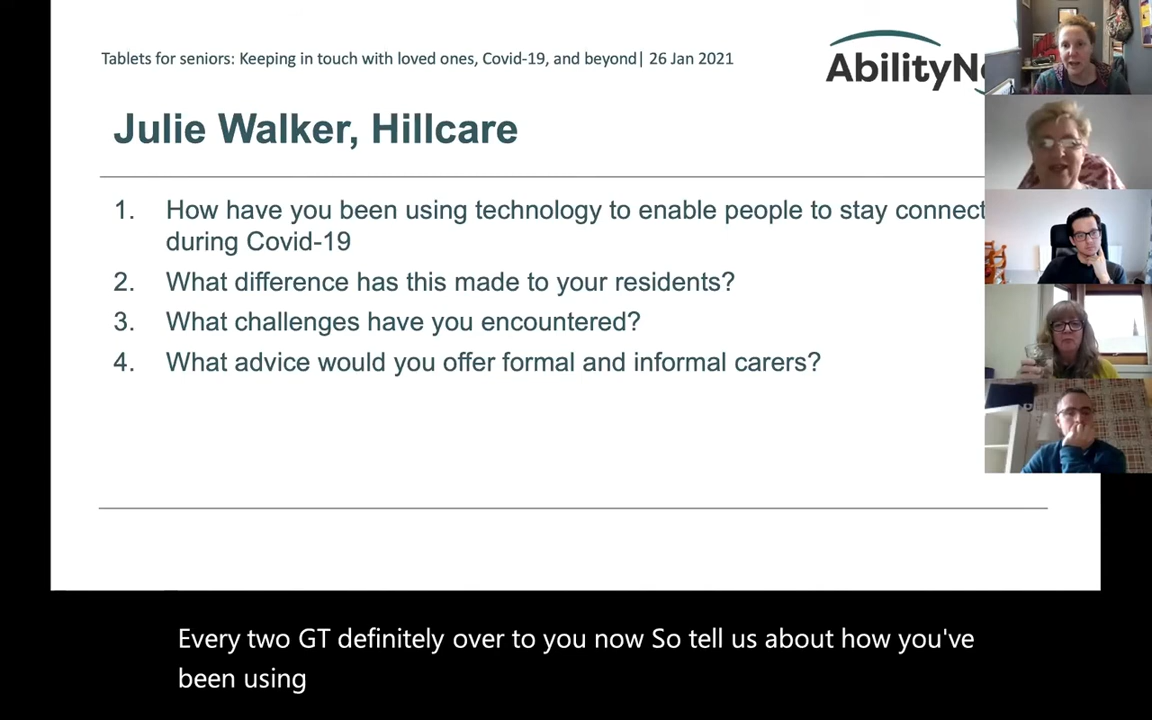 Tablets for seniors: Keeping in touch with loved ones, Covid-19, and beyond| 26 Jan 2021
AbilityN
Julie Walker, Hillcare
1. How have you been using technology to enable people to stay connect
during Covid-19
2. What difference has this made to your residents?
3. What challenges have you encountered?
4. What advice would you offer formal and informal carers?
Every two GT definitely over to you now So tell us about how you've
been using